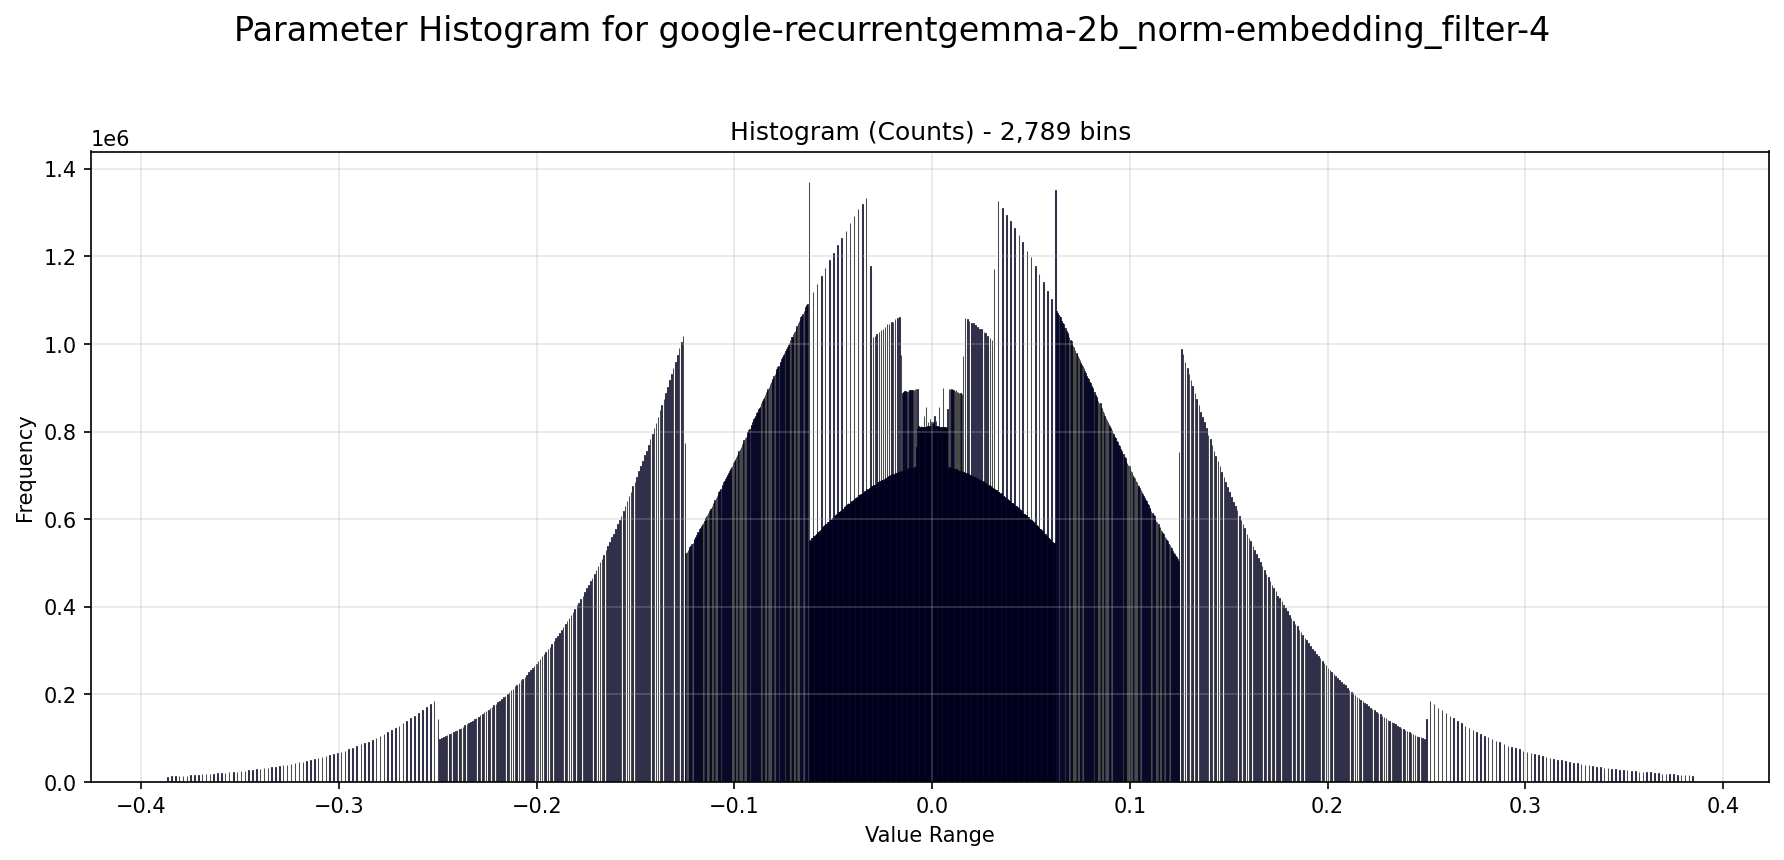 Parameter Histogram for google-recurrentgemma-2b_norm-embedding_filter-4
Histogram (Counts) - 2,789 bins
1e6
1.4
1.2
1.0
0.8
0.6
0.4
0.2
0.0
Frequency
−0.4 −0.3 −0.2 −0.1 0.0 0.1 0.2 0.3 0.4
Value Range